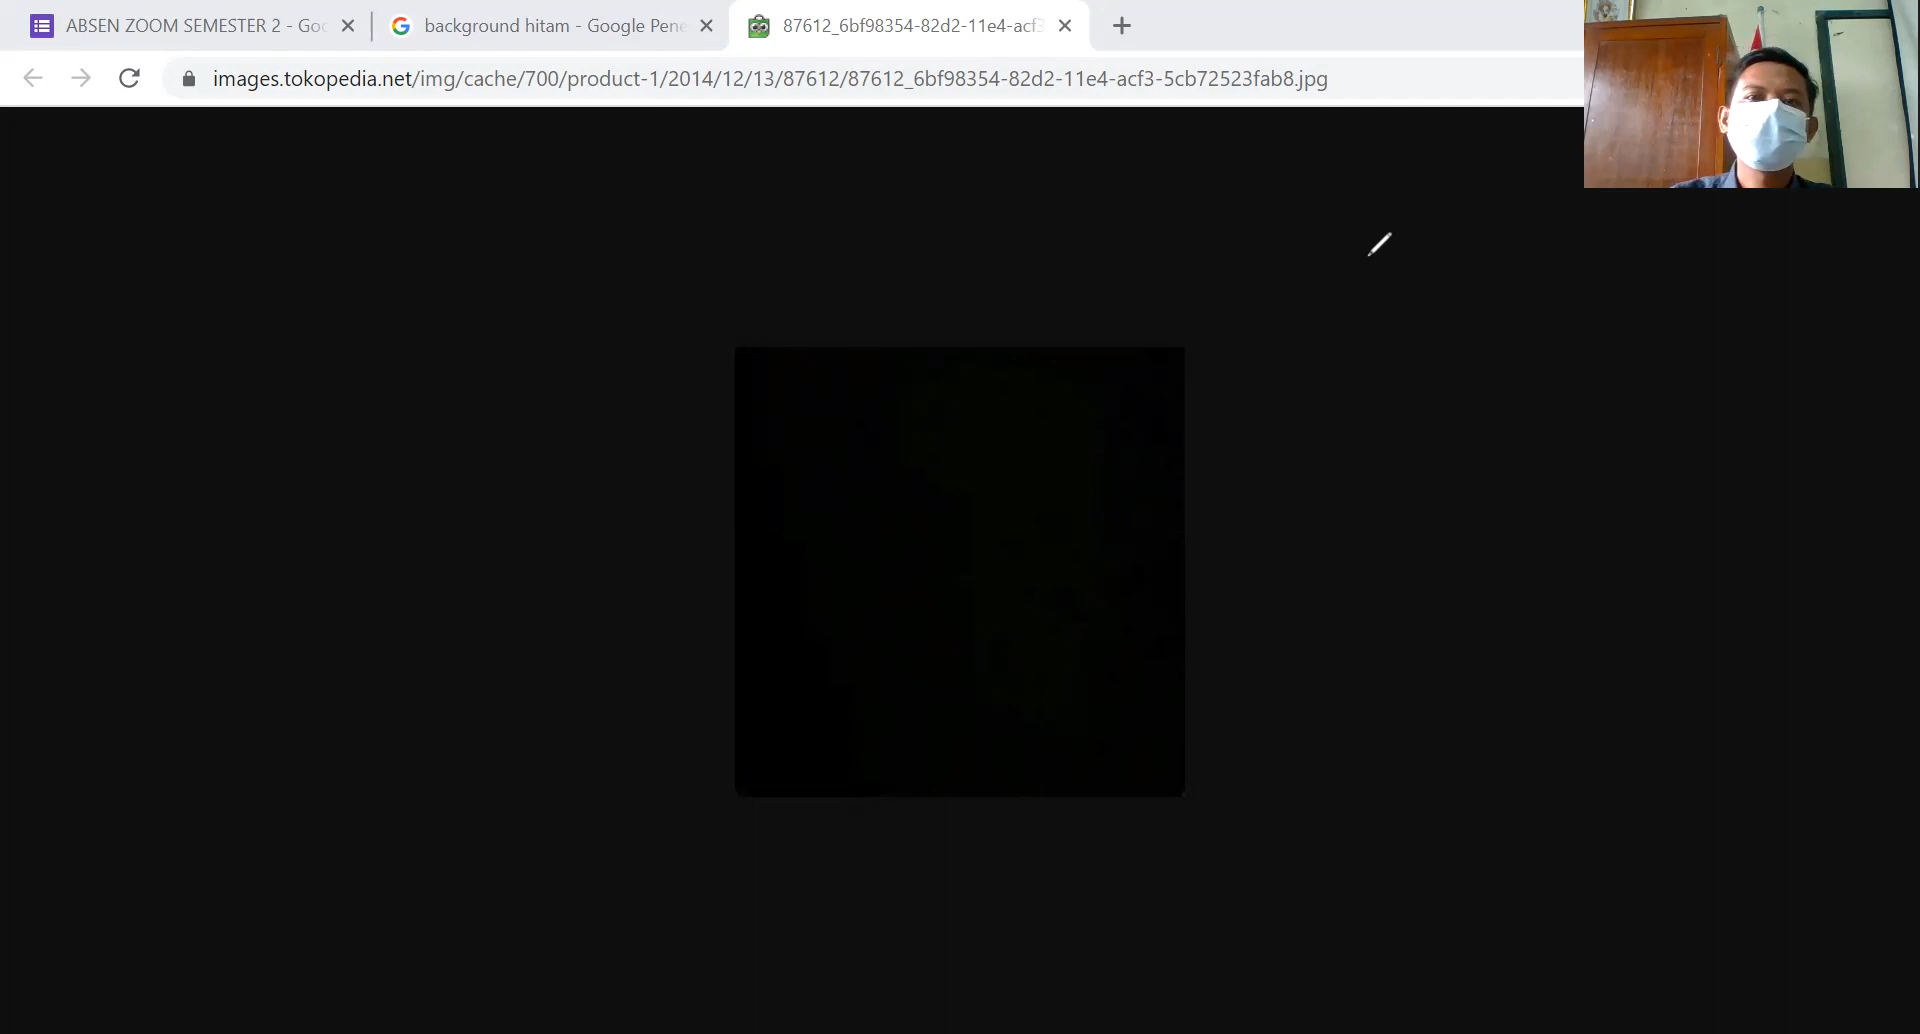 ABSEN ZOOM SEMESTER 2 - Goo
background hitam - Google Pene
87612_6bf98354-82d2-11e4-acf3
images.tokopedia.net/img/cache/700/product-1/2014/12/13/87612/87612_6bf98354-82d2-11e4-acf3-5cb72523fab8.jpg